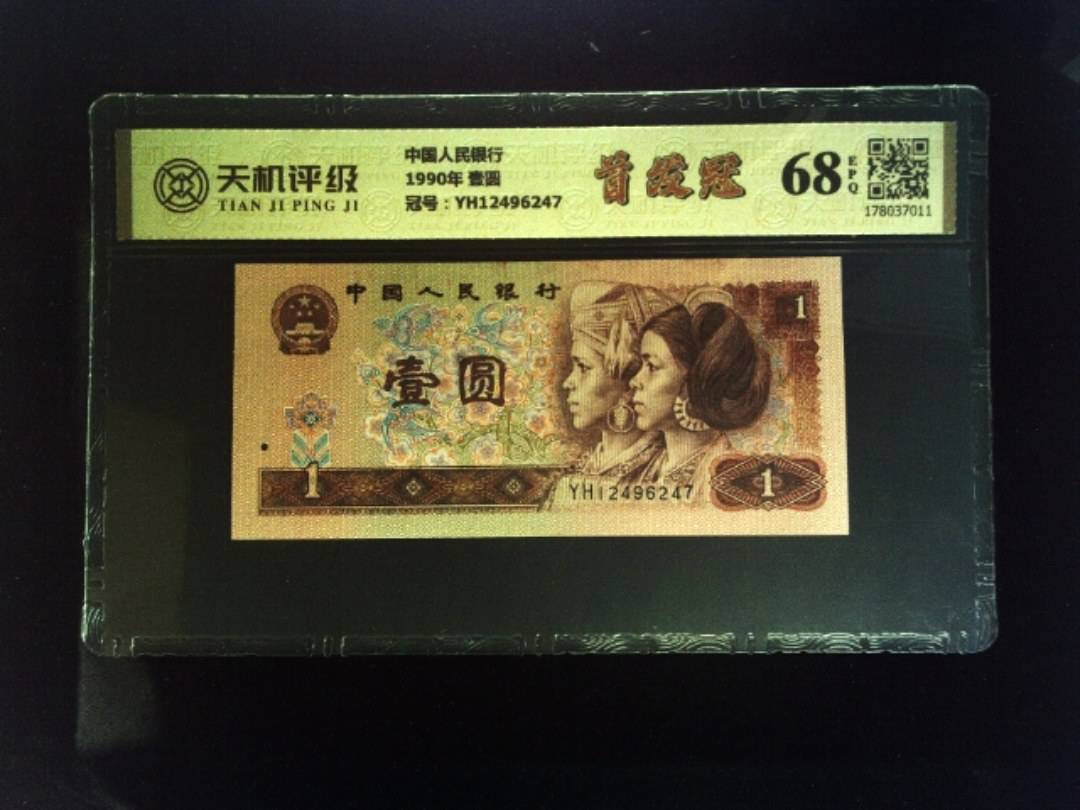 天机评级
TIAN JI PING JI
中国人民银行
1990年 壹圆
冠号：YH12496247
首发冠
68
EPQ
178037011
中国人民银行
1
壹圆
1
YH12496247
1